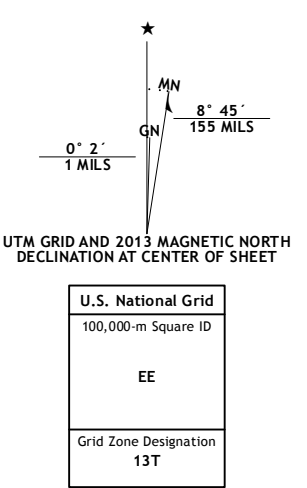 ★
MN
8° 45´
155 MILS
GN
0° 2´
1 MILS
UTM GRID AND 2013 MAGNETIC NORTH
DECLINATION AT CENTER OF SHEET
U.S. National Grid
100,000-m Square ID
EE
Grid Zone Designation
13T